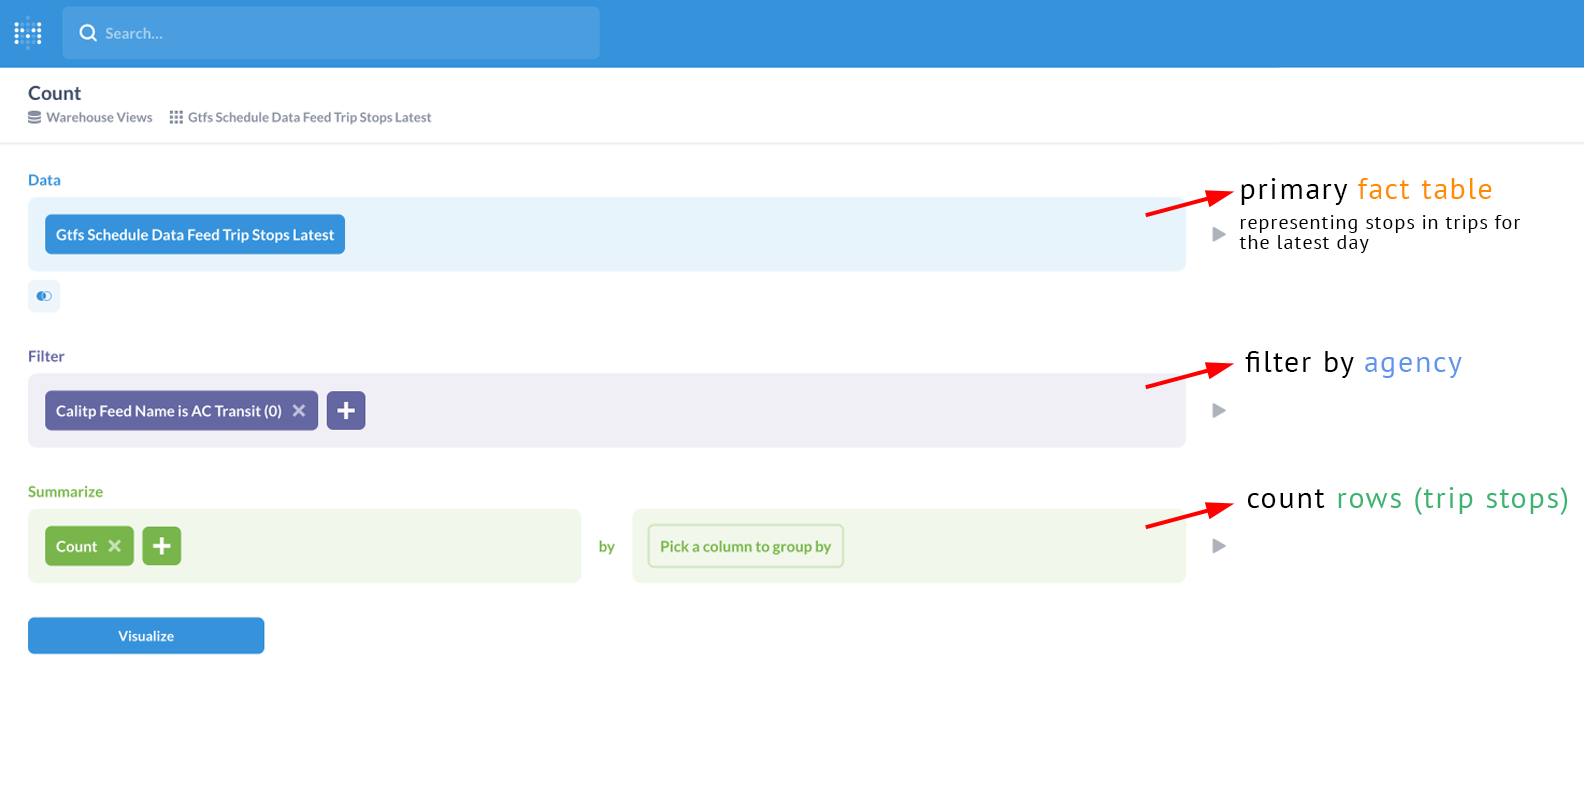 Search...
Count
Warehouse Views Gtfs Schedule Data Feed Trip Stops Latest
Data
Gtfs Schedule Data Feed Trip Stops Latest
primary fact table
representing stops in trips for
the latest day
Filter
Calitp Feed Name is AC Transit (0)
filter by agency
Summarize
Count
by
Pick a column to group by
count rows (trip stops)
Visualize